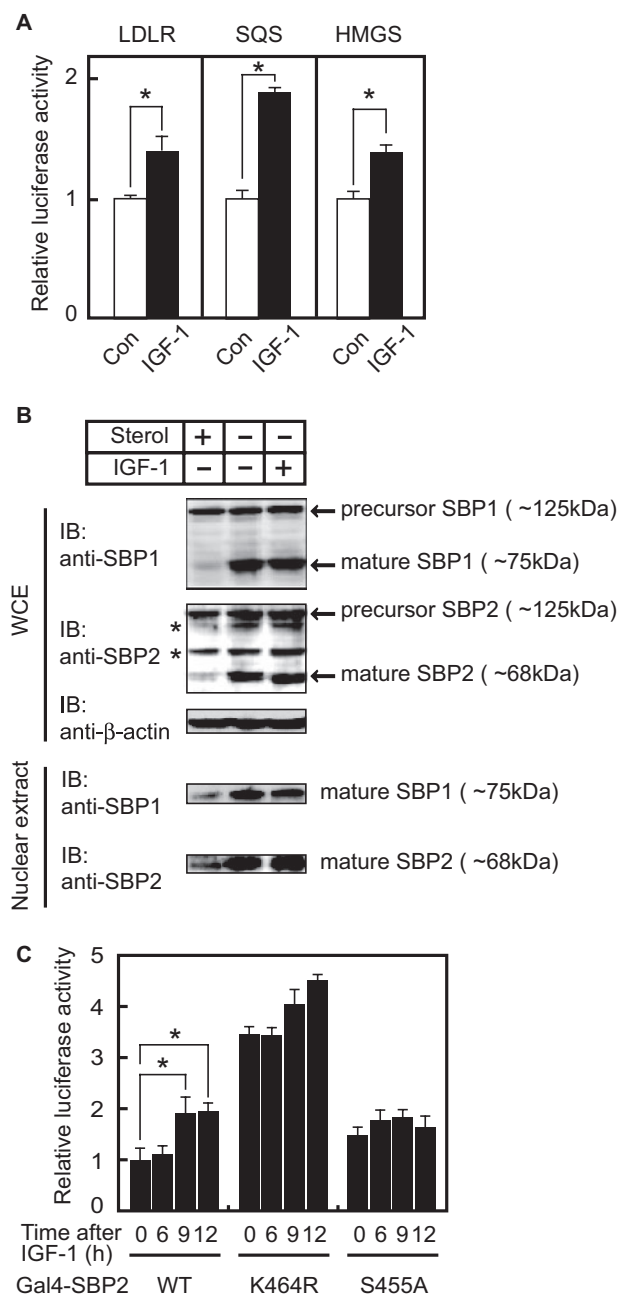 A
LDLR SQS HMGS
Relative luciferase activity
2
1
0
* * *
Con IGF-1 Con IGF-1 Con IGF-1
B
Sterol + − −
IGF-1 − − +
WCE
IB:
anti-SBP1
precursor SBP1 ( ~125kDa)
mature SBP1 ( ~75kDa)
IB:
anti-SBP2
*
*
precursor SBP2 ( ~125kDa)
mature SBP2 ( ~68kDa)
IB:
anti-β-actin
Nuclear extract
IB:
anti-SBP1
mature SBP1 ( ~75kDa)
IB:
anti-SBP2
mature SBP2 ( ~68kDa)
C
Relative luciferase activity
5
4
3
2
1
0
*
*
Time after
IGF-1 (h)
0 6 9 12 0 6 9 12 0 6 9 12
Gal4-SBP2 WT K464R S455A